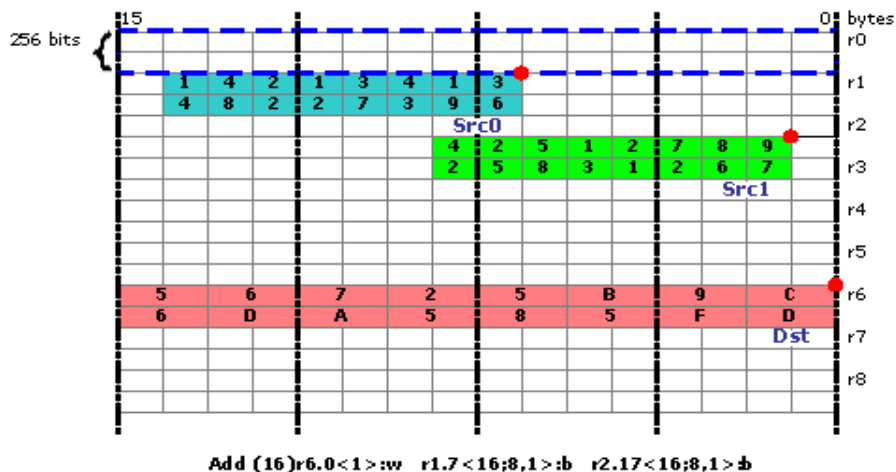 15 0 bytes
256 bits r0
1 4 2 1 3 4 1 3 r1
4 8 2 2 7 3 9 6
Src0 r2
4 2 5 1 2 7 8 9
2 5 8 3 1 2 6 7 r3
Src1
r4
r5
5 6 7 2 5 B 9 C r6
6 D A 5 8 5 F D
Dst r7
r8
Add (16)r6.0<1>:w r1.7<16;8,1>:b r2.17<16;8,1>:b